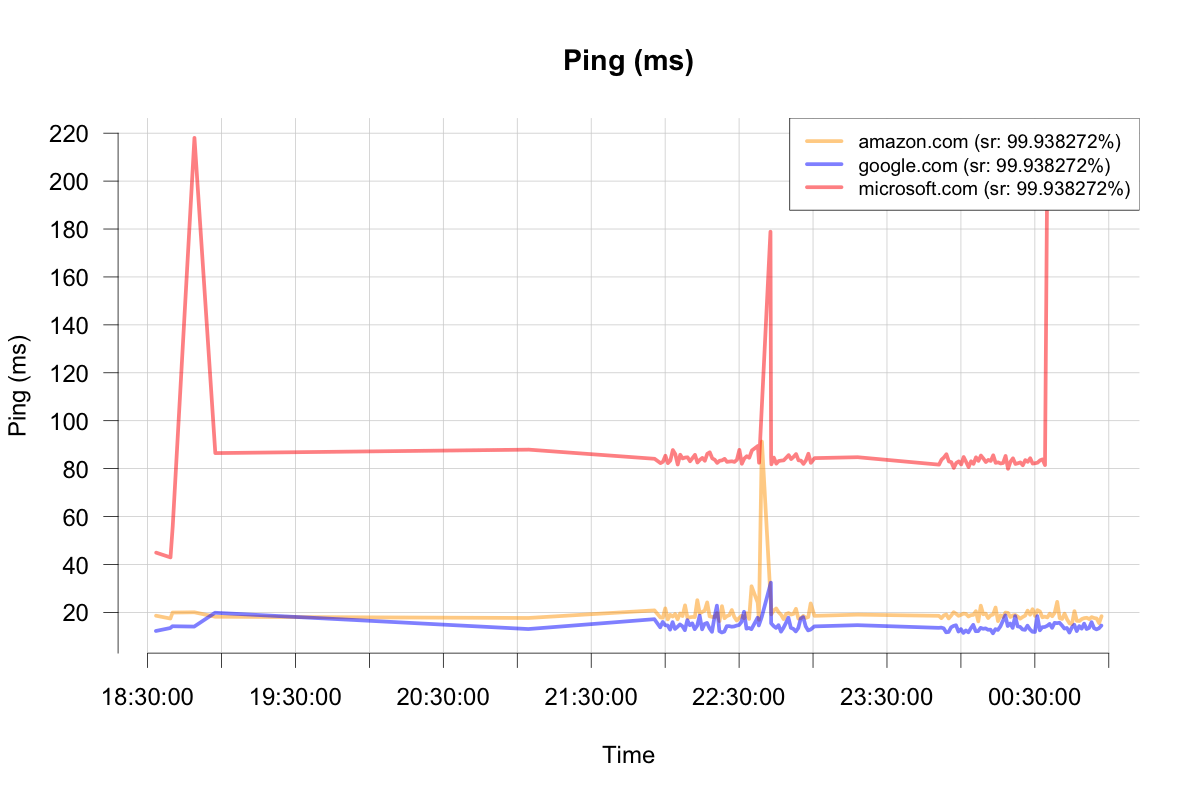 Ping (ms)
amazon.com (sr: 99.938272%)
google.com (sr: 99.938272%)
microsoft.com (sr: 99.938272%)
220
200
180
160
140
120
100
80
60
40
20
Ping (ms)
18:30:00 19:30:00 20:30:00 21:30:00 22:30:00 23:30:00 00:30:00
Time